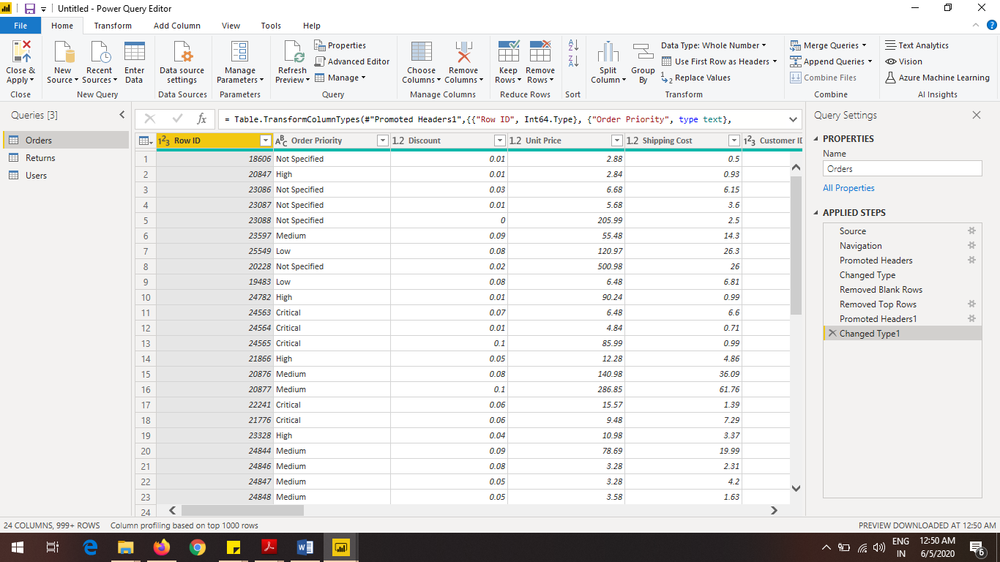 Untitled - Power Query Editor
File Home Transform Add Column View Tools Help
Close & Apply
Close
New Source
Recent Sources
Enter Data
New Query
Data source settings
Data Sources
Manage Parameters
Parameters
Refresh Preview
Properties
Advanced Editor
Manage
Query
Choose Columns
Remove Columns
Manage Columns
Keep Rows
Remove Rows
Reduce Rows
Sort
Split Column
Group By
Data Type: Whole Number
Use First Row as Headers
Replace Values
Transform
Merge Queries
Append Queries
Combine Files
Combine
Text Analytics
Vision
Azure Machine Learning
AI Insights
Queries [3]
Orders
Returns
Users
= Table.TransformColumnTypes(#"Promoted Headers1",{{"Row ID", Int64.Type}, {"Order Priority", type text},
Row ID ABC Order Priority 1.2 Discount 1.2 Unit Price 1.2 Shipping Cost 123 Customer ID
1 18606 Not Specified 0.01 2.88 0.5
2 20847 High 0.01 2.84 0.93
3 23086 Not Specified 0.03 6.68 6.15
4 23087 Not Specified 0.01 5.68 3.6
5 23088 Not Specified 0 205.99 2.5
6 23597 Medium 0.09 55.48 14.3
7 25549 Low 0.08 120.97 26.3
8 20228 Not Specified 0.02 500.98 26
9 19483 Low 0.08 6.48 6.81
10 24782 High 0.01 90.24 0.99
11 24563 Critical 0.07 6.48 6.6
12 24564 Critical 0.01 4.84 0.71
13 24565 Critical 0.1 85.99 0.99
14 21866 High 0.05 12.28 4.86
15 20876 Medium 0.08 140.98 36.09
16 20877 Medium 0.1 286.85 61.76
17 22241 Critical 0.06 15.57 1.39
18 21776 Critical 0.06 9.48 7.29
19 23328 High 0.04 10.98 3.37
20 24844 Medium 0.09 78.69 19.99
21 24846 Medium 0.08 3.28 2.31
22 24847 Medium 0.05 3.28 4.2
23 24848 Medium 0.05 3.58 1.63
24
Query Settings
PROPERTIES
Name
Orders
All Properties
APPLIED STEPS
Source
Navigation
Promoted Headers
Changed Type
Removed Blank Rows
Removed Top Rows
Promoted Headers1
Changed Type1
24 COLUMNS, 999+ ROWS Column profiling based on top 1000 rows PREVIEW DOWNLOADED AT 12:50 AM
ENG
IN
12:50 AM
6/5/2020
6